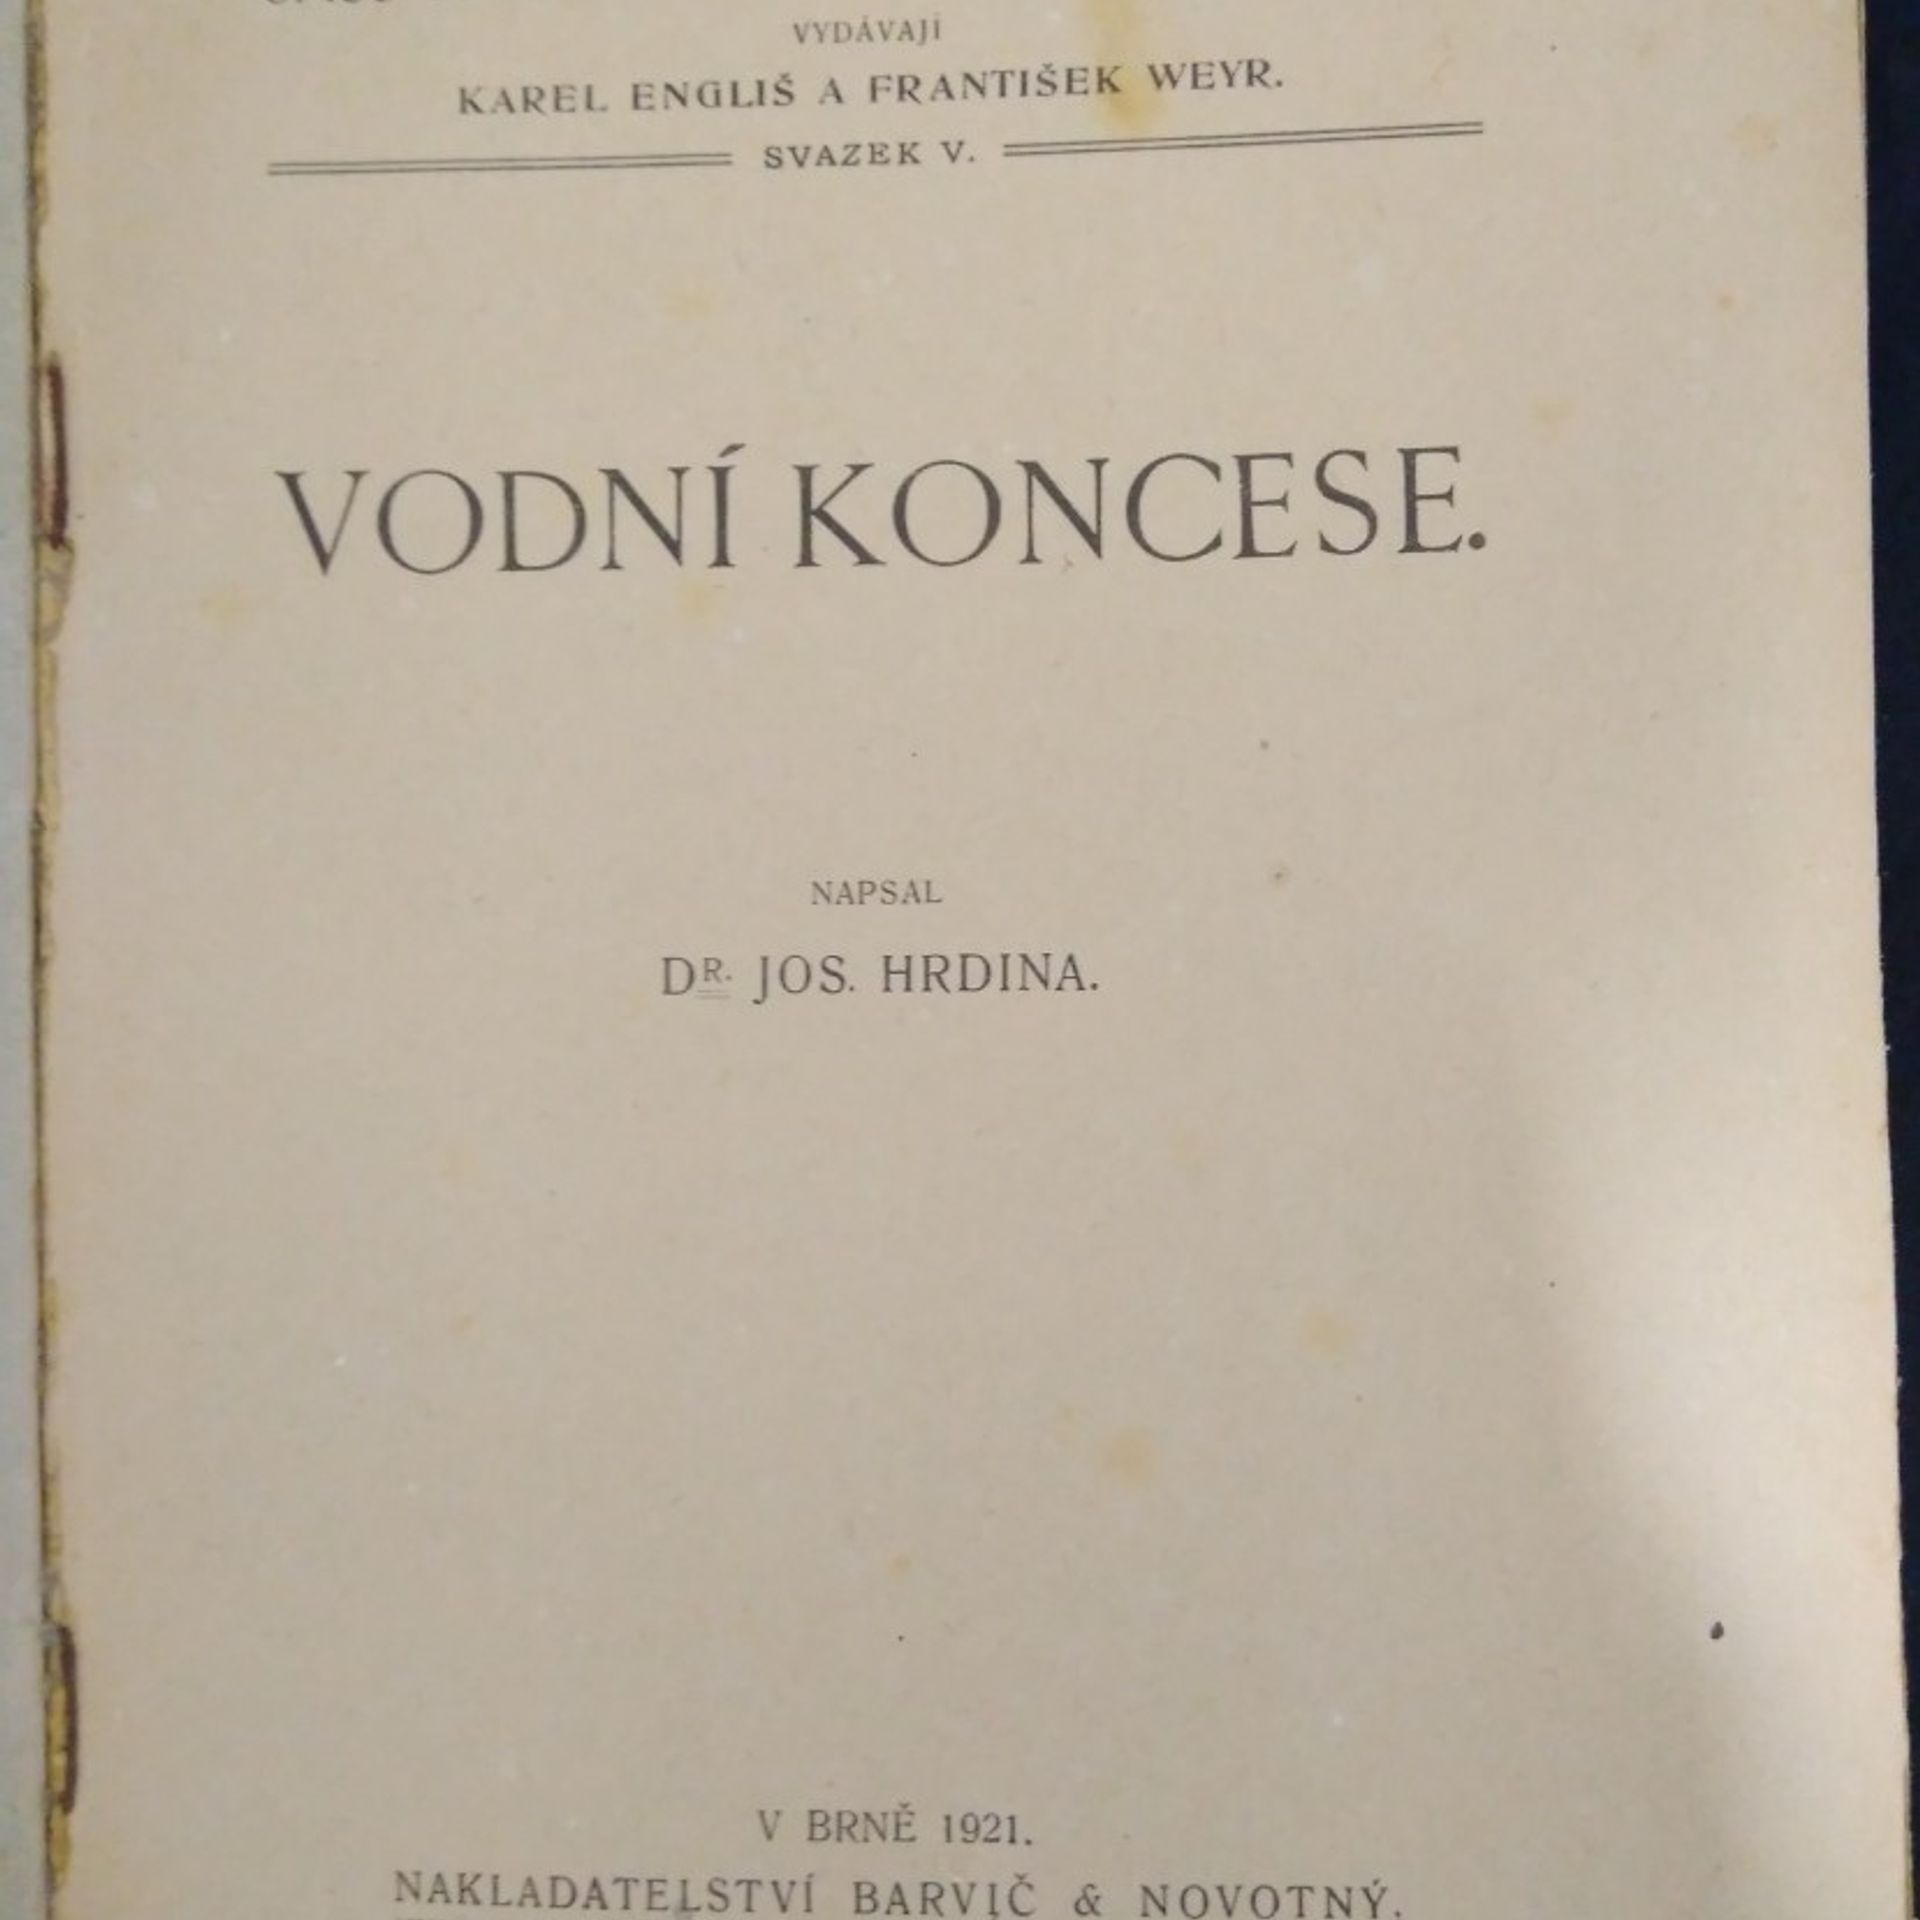 VYDÁVAJÍ
KAREL ENGLIŠ A FRANTIŠEK WEYR.
SVAZEK V.
VODNÍ KONCESE.
NAPSAL
DR. JOS. HRDINA.
V BRNĚ 1921.
NAKLADATELSTVÍ BARVIČ & NOVOTNÝ.